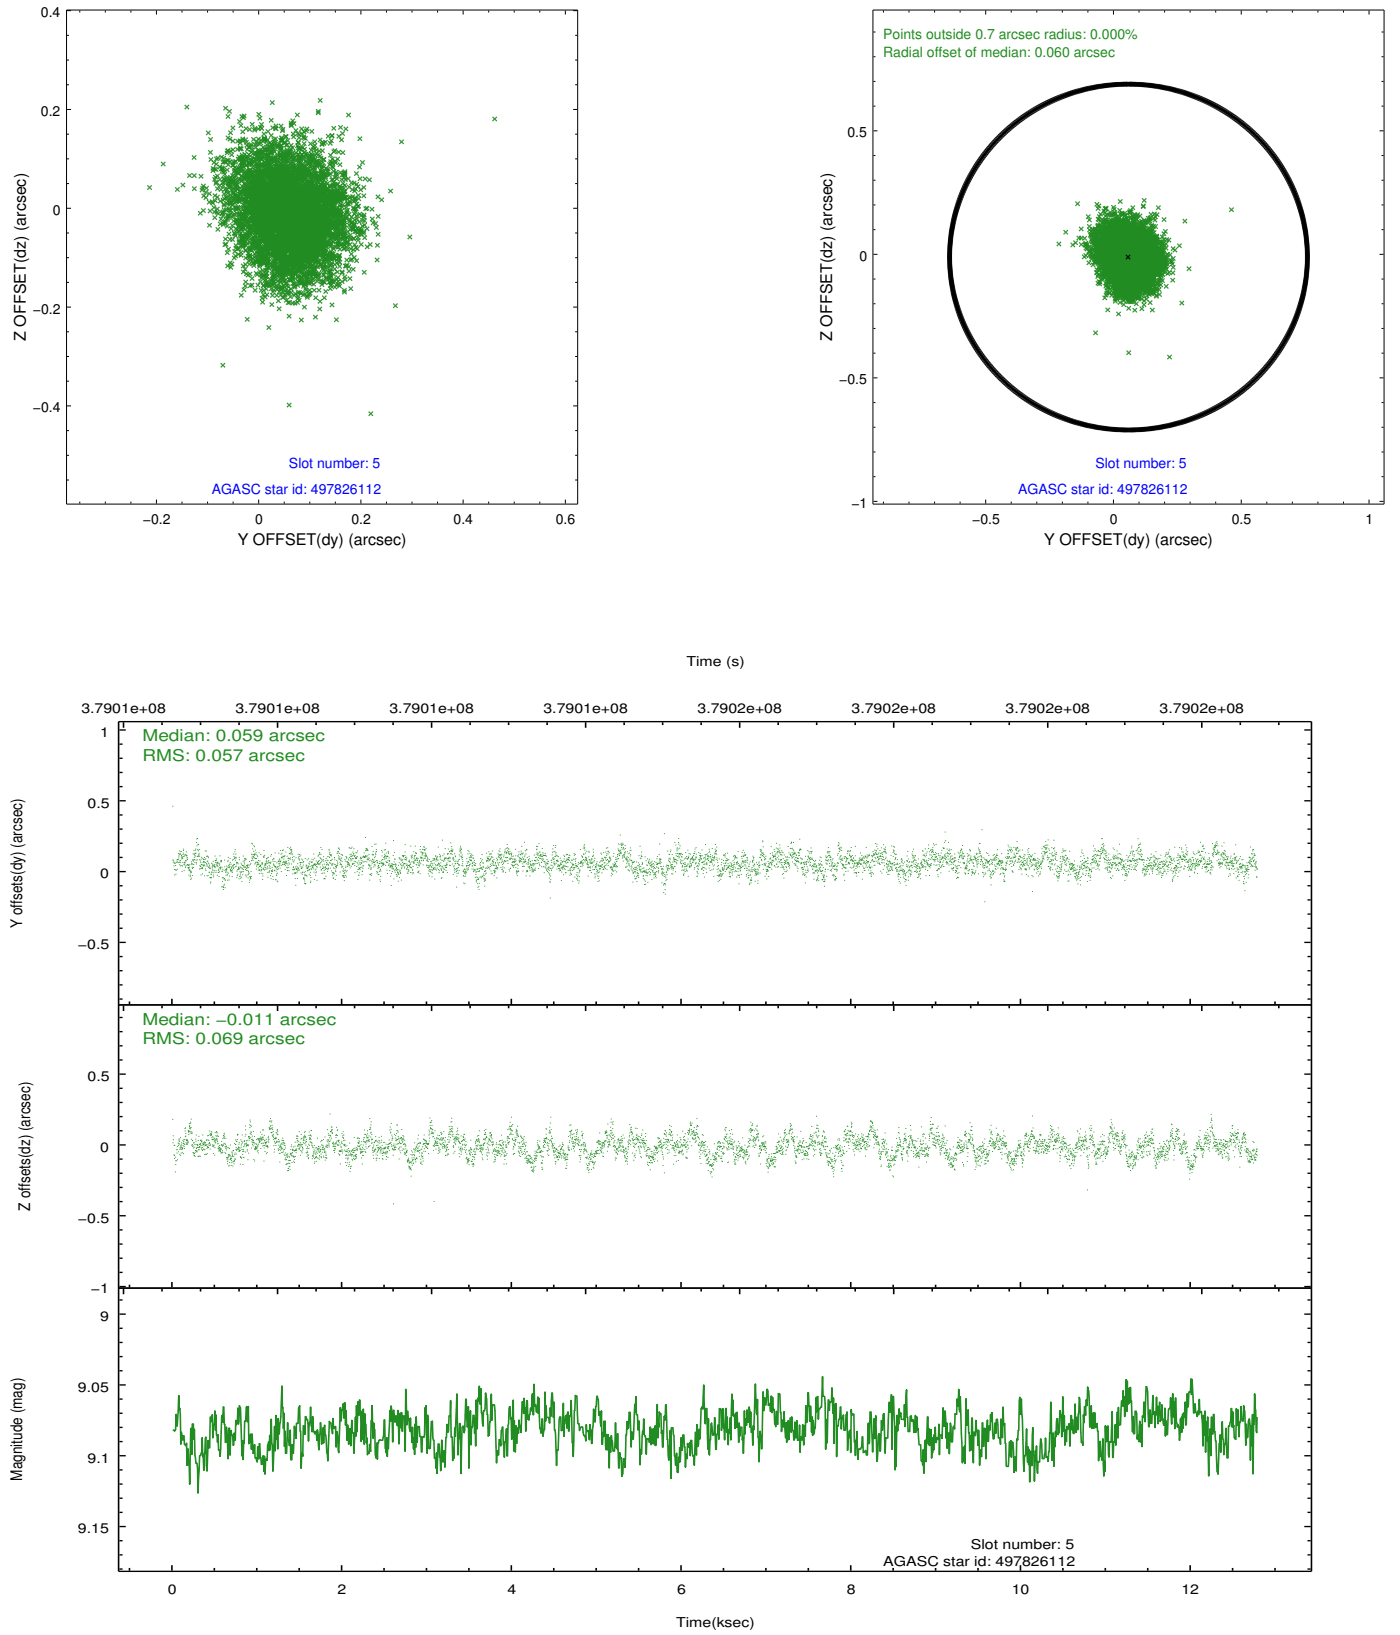 0.4
0.2
0
−0.2
−0.4
Z OFFSET(dz) (arcsec)
Slot number: 5
AGASC star id: 497826112
−0.2 0 0.2 0.4 0.6
Y OFFSET(dy) (arcsec)
Points outside 0.7 arcsec radius: 0.000%
Radial offset of median: 0.060 arcsec
0.5
0
−0.5
−1
Z OFFSET(dz) (arcsec)
Slot number: 5
AGASC star id: 497826112
−0.5 0 0.5 1
Y OFFSET(dy) (arcsec)
Time (s)
3.7901e+08 3.7901e+08 3.7901e+08 3.7901e+08 3.7902e+08 3.7902e+08 3.7902e+08 3.7902e+08
Median: 0.059 arcsec
RMS: 0.057 arcsec
1
0.5
0
−0.5
Y offsets(dy) (arcsec)
Median: −0.011 arcsec
RMS: 0.069 arcsec
0.5
0
−0.5
−1
Z offsets(dz) (arcsec)
9
9.05
9.1
9.15
Magnitude (mag)
Slot number: 5
AGASC star id: 497826112
0 2 4 6 8 10 12
Time(ksec)